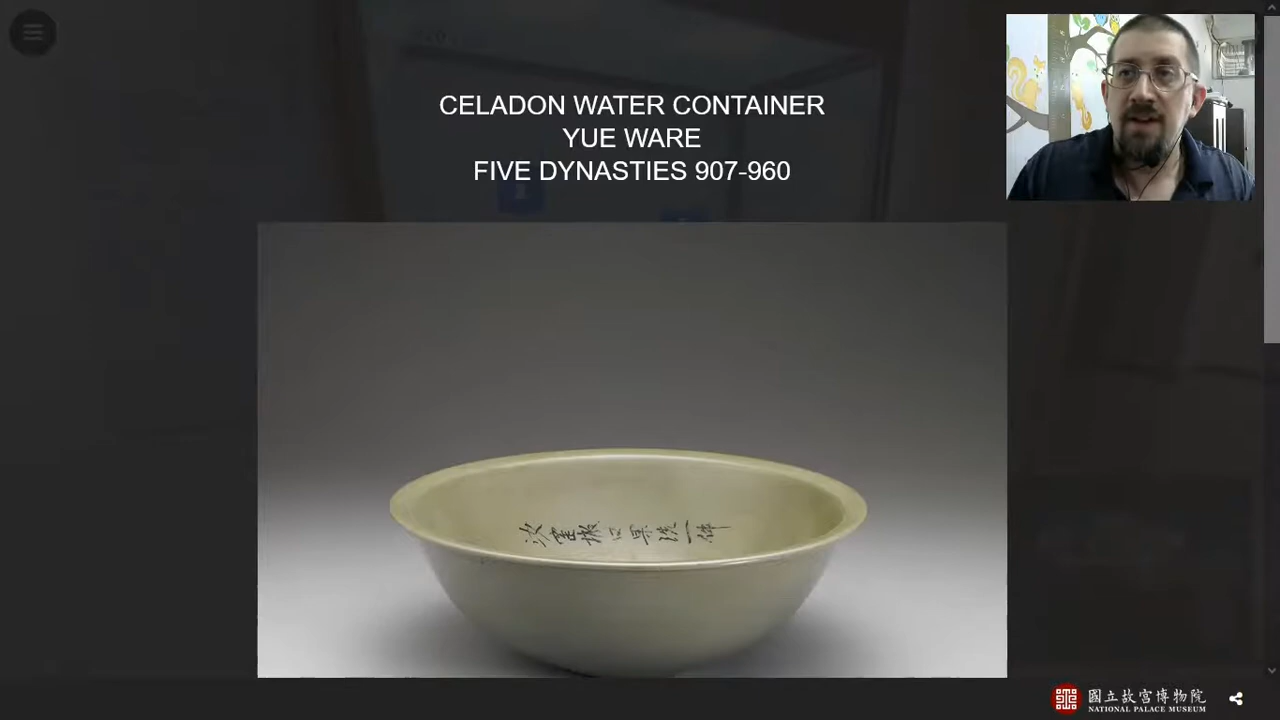 CELADON WATER CONTAINER
YUE WARE
FIVE DYNASTIES 907-960
國立故宮博物院
NATIONAL PALACE MUSEUM